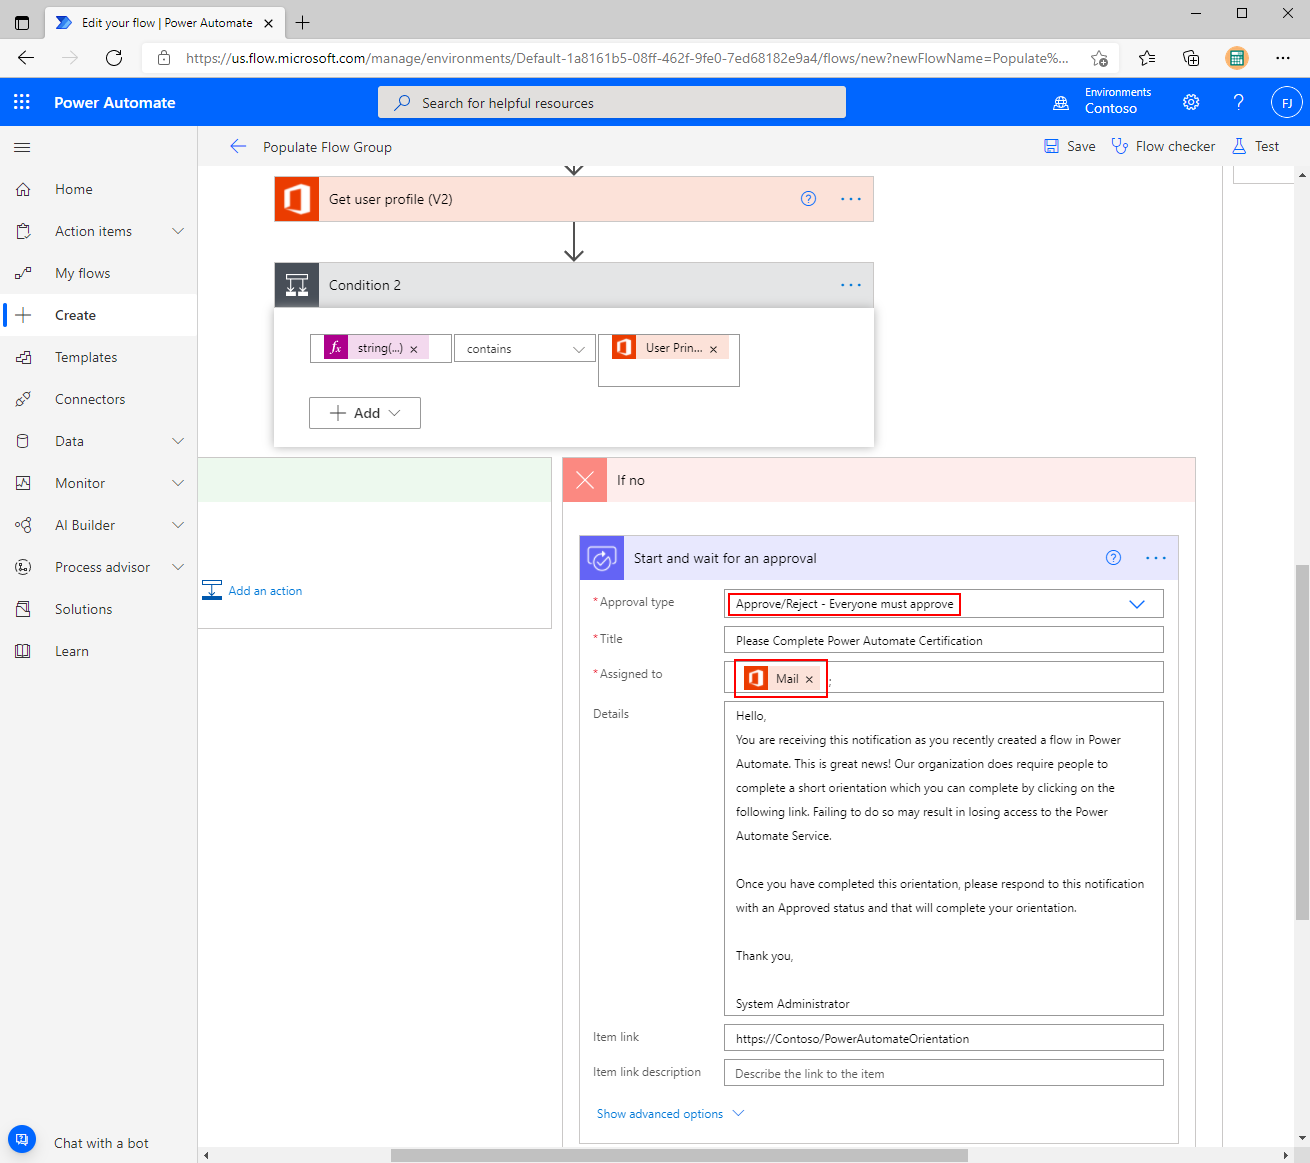 Edit your flow | Power Automate
https://us.flow.microsoft.com/manage/environments/Default-1a8161b5-08ff-462f-9fe0-7ed68182e9a4/flows/new?newFlowName=Populate%...
Power Automate
Search for helpful resources
Environments
Contoso
?
FJ
Populate Flow Group
Save
Flow checker
Test
Home
Action items
My flows
Create
Templates
Connectors
Data
Monitor
AI Builder
Process advisor
Solutions
Learn
Chat with a bot
Get user profile (V2)
?
Condition 2
fx string(...) ×
contains
User Prin... ×
Add
If no
Add an action
Start and wait for an approval
?
*Approval type
Approve/Reject - Everyone must approve
*Title
Please Complete Power Automate Certification
*Assigned to
Mail × ;
Details
Hello,
You are receiving this notification as you recently created a flow in Power
Automate. This is great news! Our organization does require people to
complete a short orientation which you can complete by clicking on the
following link. Failing to do so may result in losing access to the Power
Automate Service.
Once you have completed this orientation, please respond to this notification
with an Approved status and that will complete your orientation.
Thank you,
System Administrator
Item link
https://Contoso/PowerAutomateOrientation
Item link description
Describe the link to the item
Show advanced options